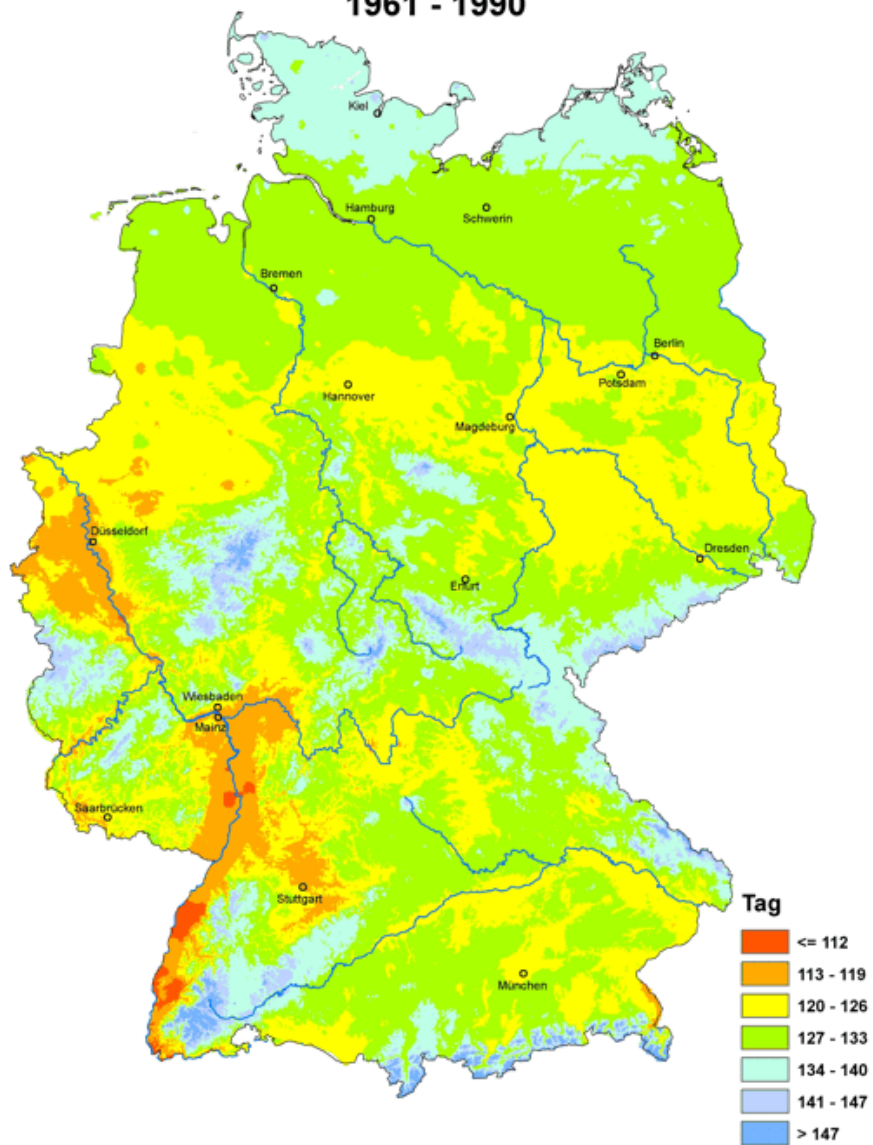 1961 - 1990
Kiel
Hamburg
Schwerin
Bremen
Berlin
Potsdam
Hannover
Magdeburg
Düsseldorf
Dresden
Erfurt
Wiesbaden
Mainz
Saarbrücken
Stuttgart
München
Tag
<= 112
113 - 119
120 - 126
127 - 133
134 - 140
141 - 147
> 147